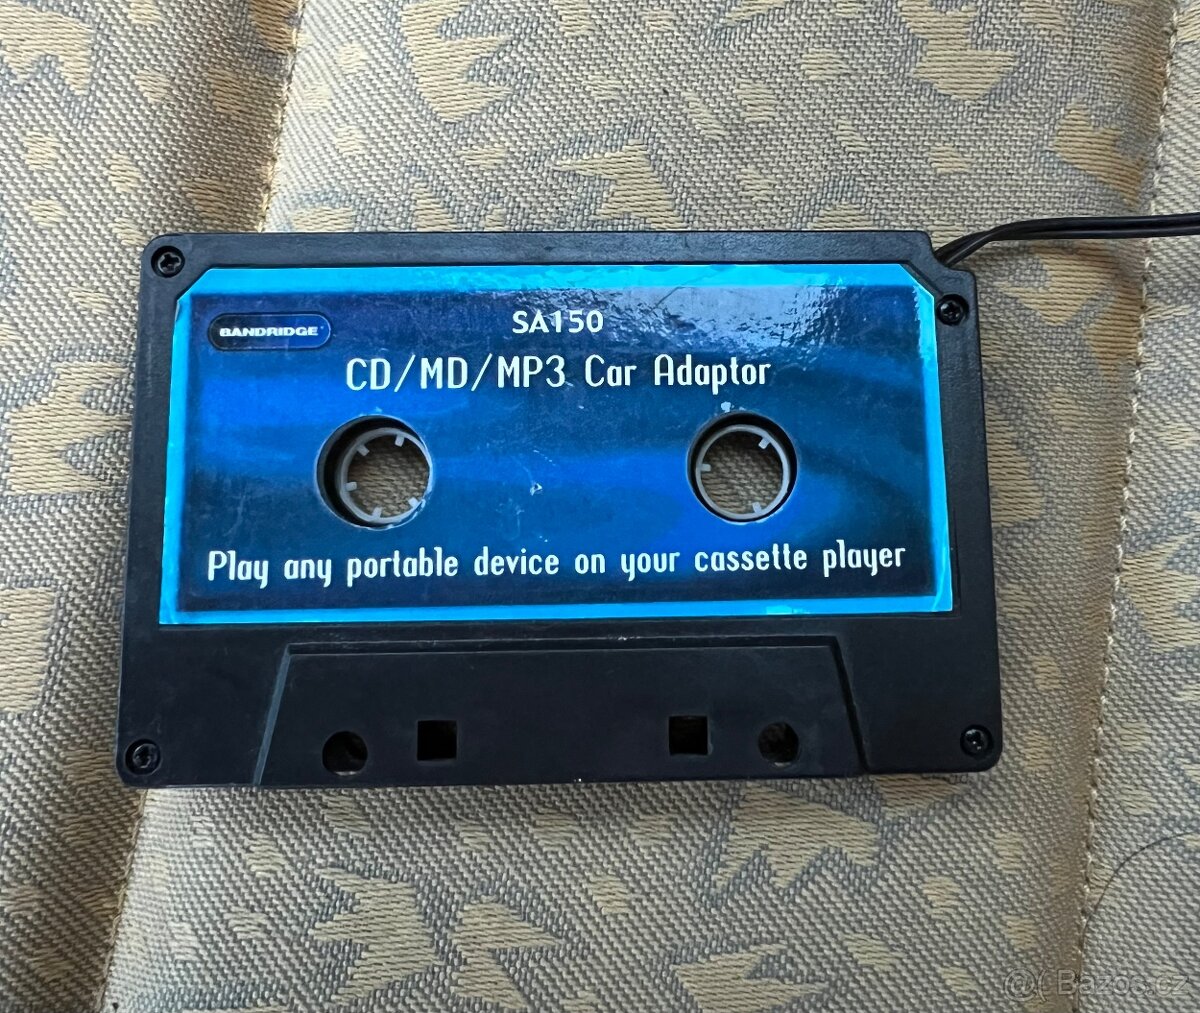 BANDRIDGE
SA150
CD/MD/MP3 Car Adaptor
Play any portable device on your cassette player
Bazos.cz